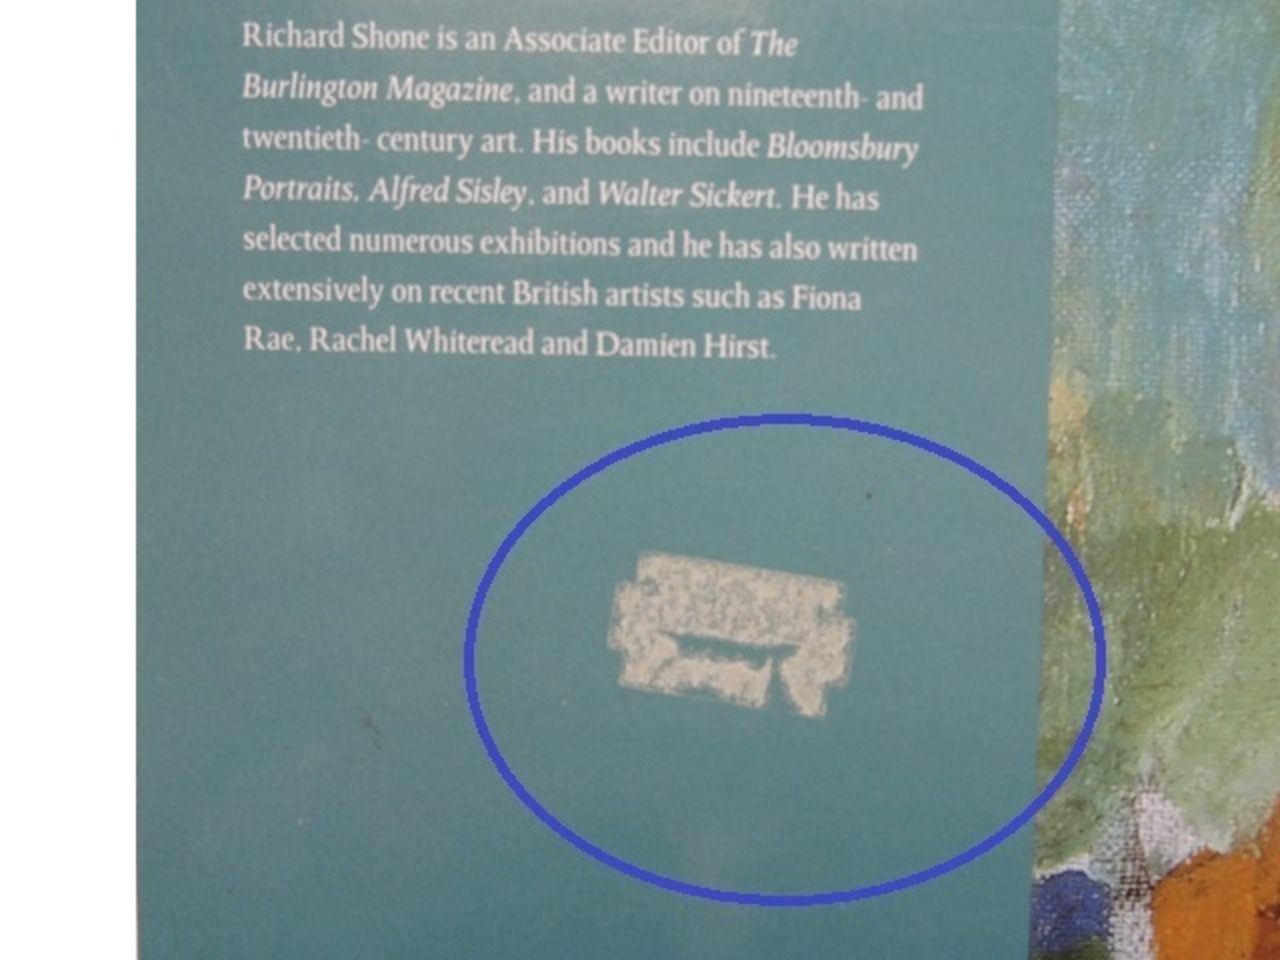 Richard Shone is an Associate Editor of The
Burlington Magazine, and a writer on nineteenth- and
twentieth- century art. His books include Bloomsbury
Portraits, Alfred Sisley, and Walter Sickert. He has
selected numerous exhibitions and he has also written
extensively on recent British artists such as Fiona
Rae, Rachel Whiteread and Damien Hirst.